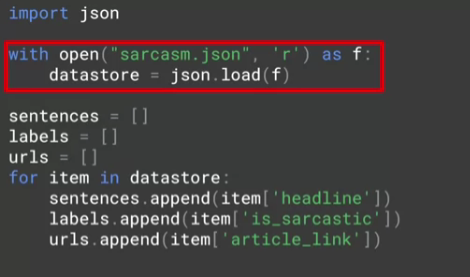 import json
with open("sarcasm.json", 'r') as f:
    datastore = json.load(f)
sentences = []
labels = []
urls = []
for item in datastore:
    sentences.append(item['headline'])
    labels.append(item['is_sarcastic'])
    urls.append(item['article_link'])